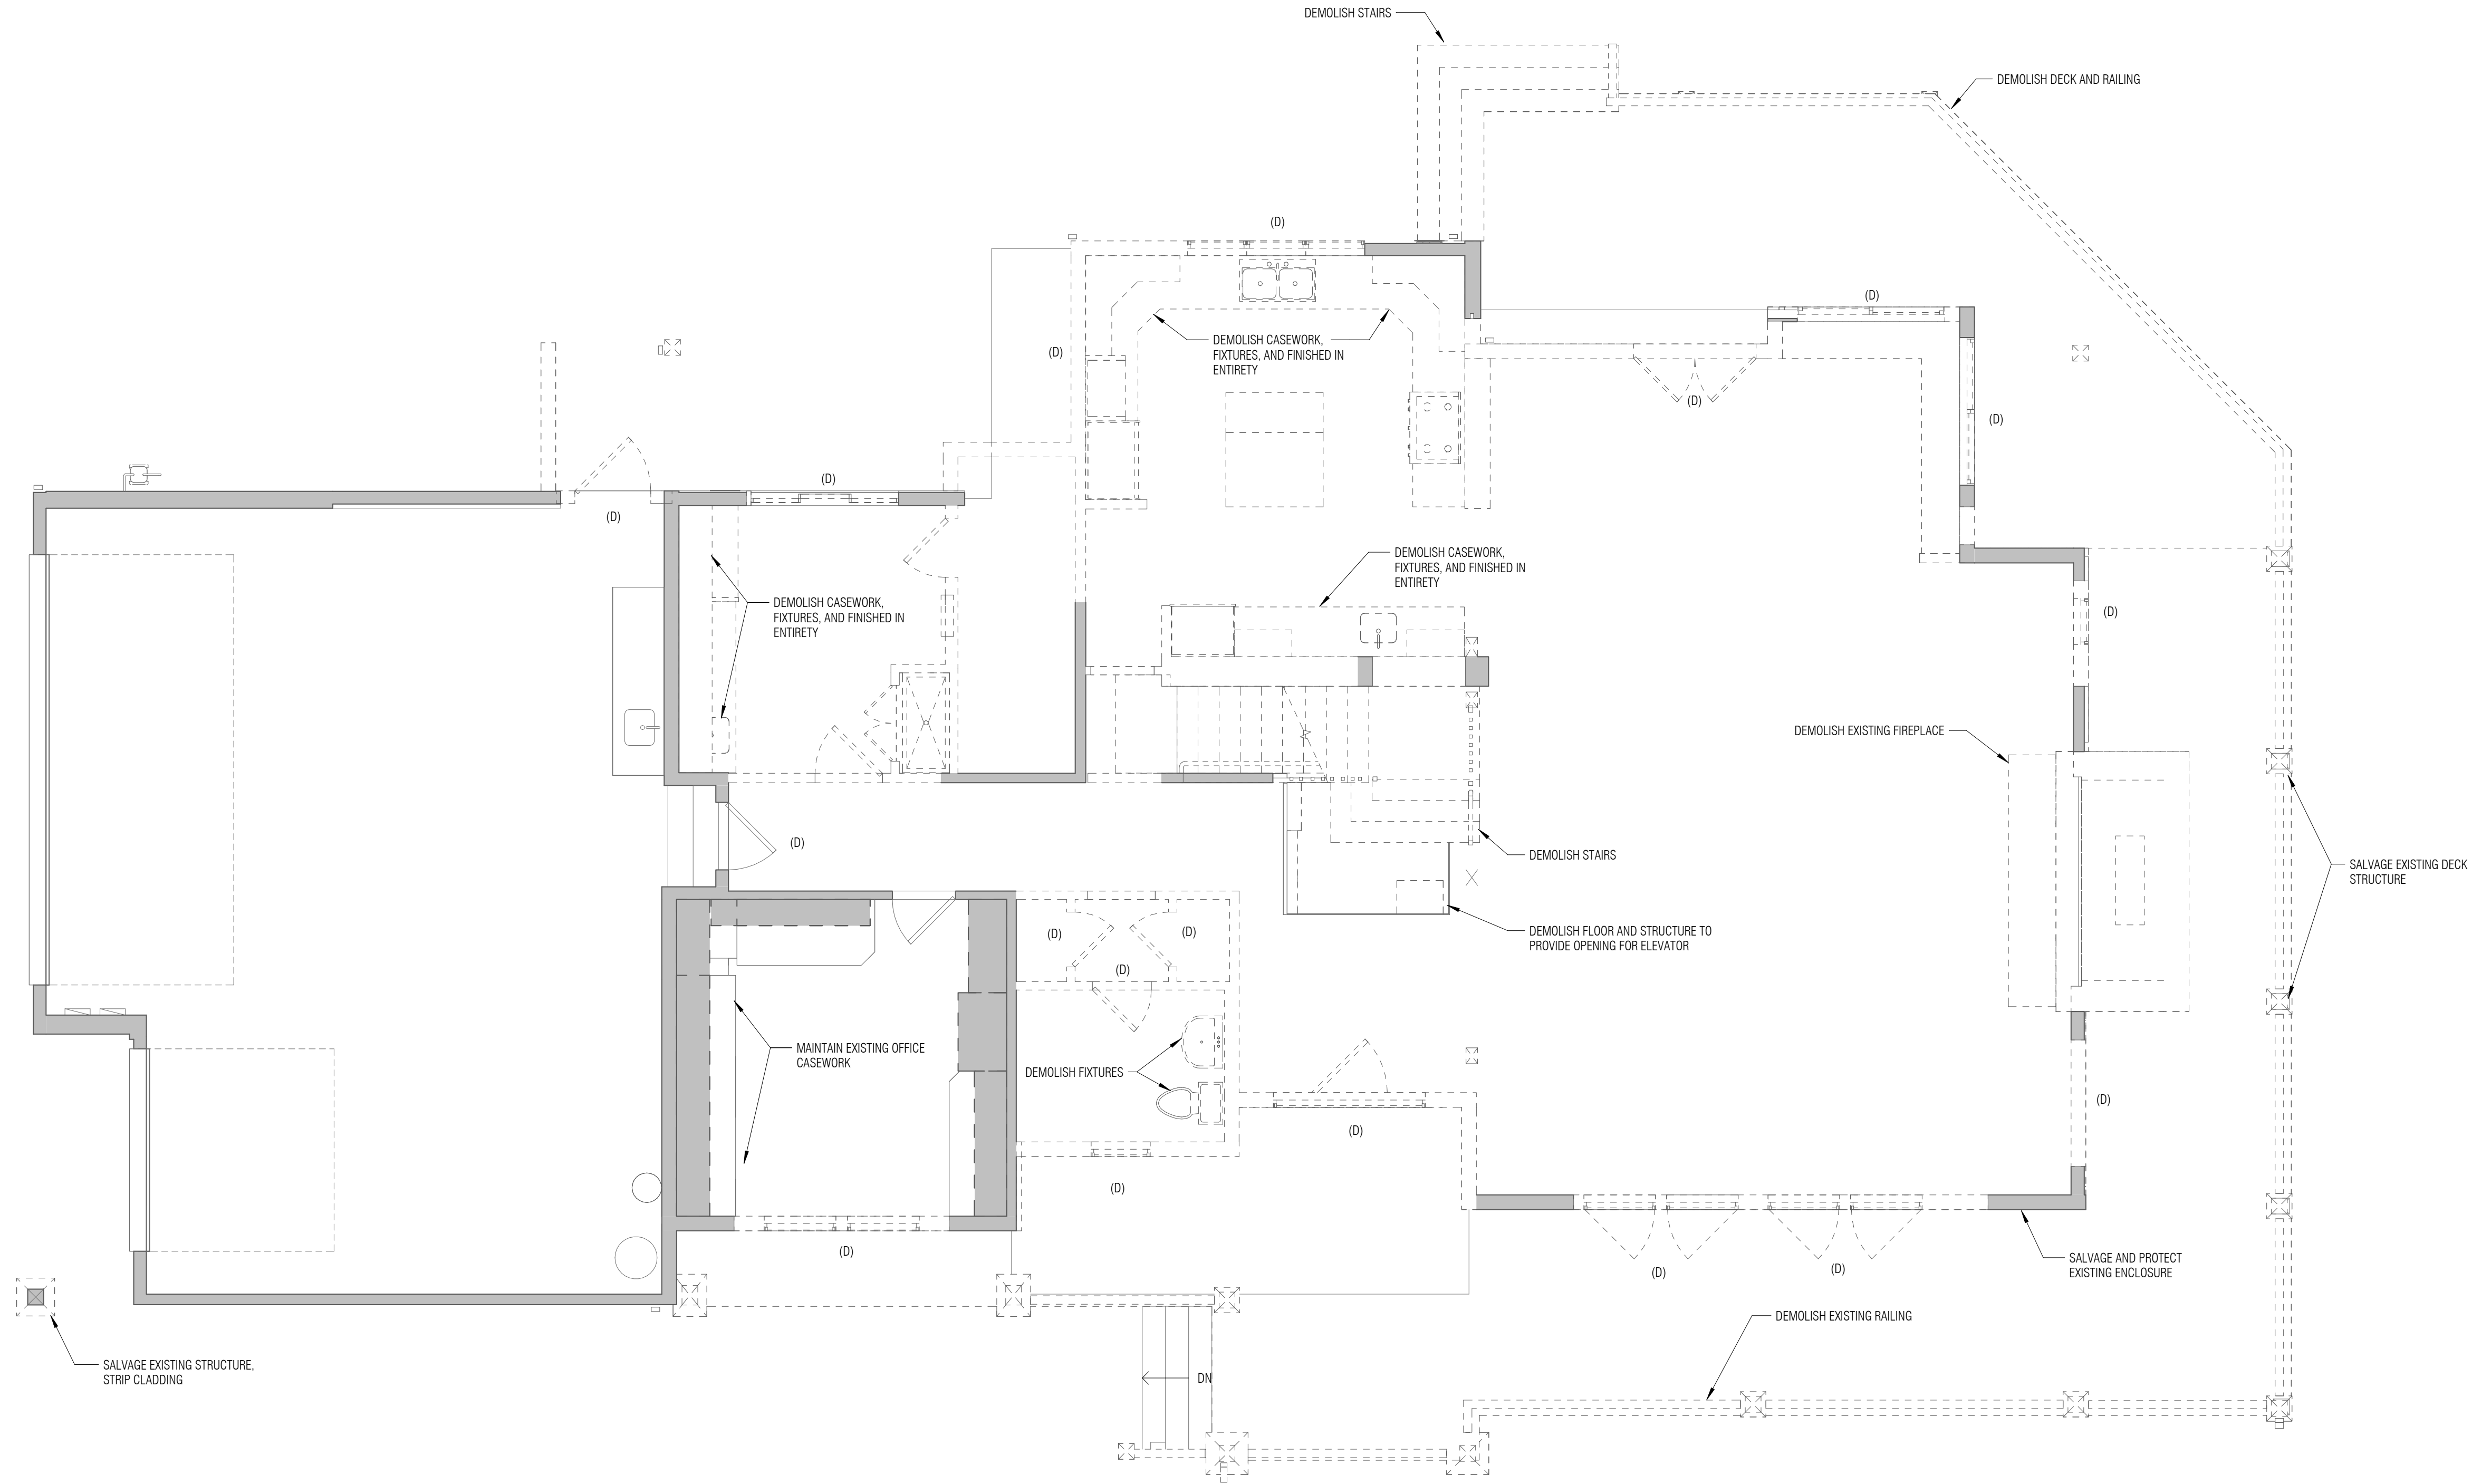 DEMOLISH STAIRS
DEMOLISH DECK AND RAILING
(D)
(D)
DEMOLISH CASEWORK,
FIXTURES, AND FINISHED IN
ENTIRETY
(D)
(D)
(D)
(D)
(D)
DEMOLISH CASEWORK,
FIXTURES, AND FINISHED IN
ENTIRETY
DEMOLISH CASEWORK,
FIXTURES, AND FINISHED IN
ENTIRETY
(D)
DEMOLISH EXISTING FIREPLACE
(D)
DEMOLISH STAIRS
SALVAGE EXISTING DECK
STRUCTURE
DEMOLISH FLOOR AND STRUCTURE TO
PROVIDE OPENING FOR ELEVATOR
(D)
(D)
(D)
MAINTAIN EXISTING OFFICE
CASEWORK
DEMOLISH FIXTURES
(D)
(D)
(D)
(D)
(D)
(D)
SALVAGE AND PROTECT
EXISTING ENCLOSURE
DEMOLISH EXISTING RAILING
SALVAGE EXISTING STRUCTURE,
STRIP CLADDING
DN